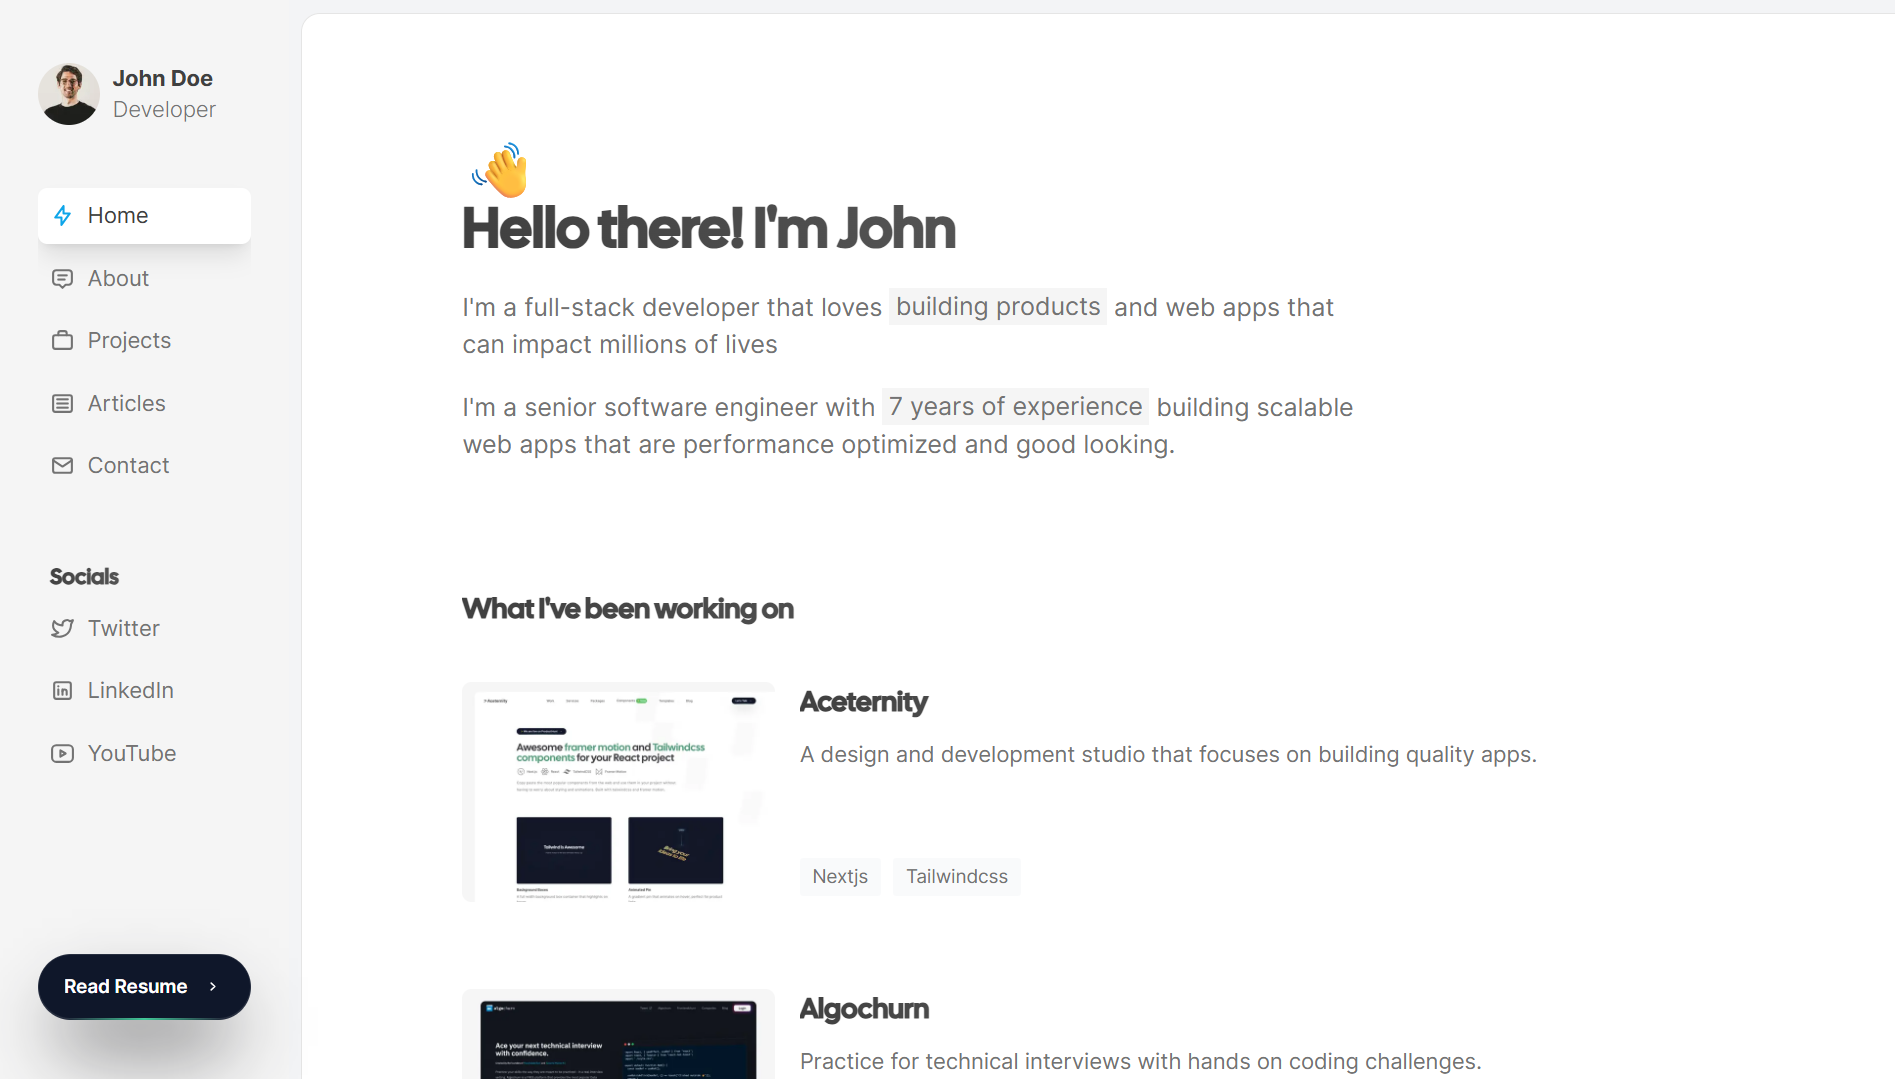 John Doe
Developer
Home
About
Projects
Articles
Contact
Socials
Twitter
LinkedIn
YouTube
Read Resume
Hello there! I'm John
I'm a full-stack developer that loves building products and web apps that
can impact millions of lives
I'm a senior software engineer with 7 years of experience building scalable
web apps that are performance optimized and good looking.
What I've been working on
Awesome framer motion and Tailwindcss
components for your React project
Tailwind is Awesome
Aceternity
A design and development studio that focuses on building quality apps.
Nextjs
Tailwindcss
Ace your next technical interview
with confidence.
Algochurn
Practice for technical interviews with hands on coding challenges.